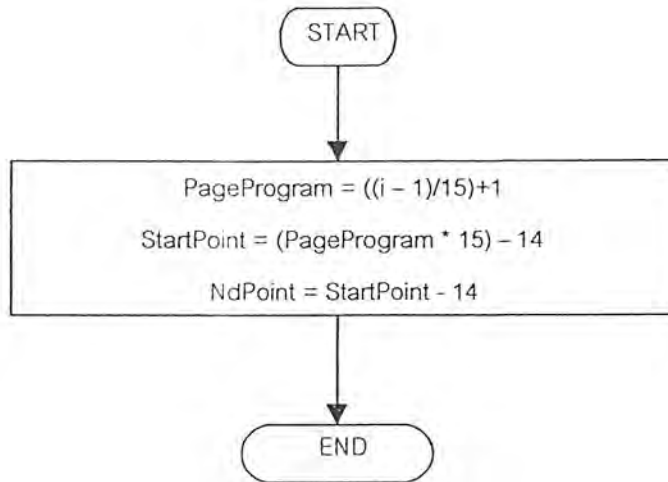 START
PageProgram = ((i – 1)/15)+1
StartPoint = (PageProgram * 15) – 14
NdPoint = StartPoint - 14
END